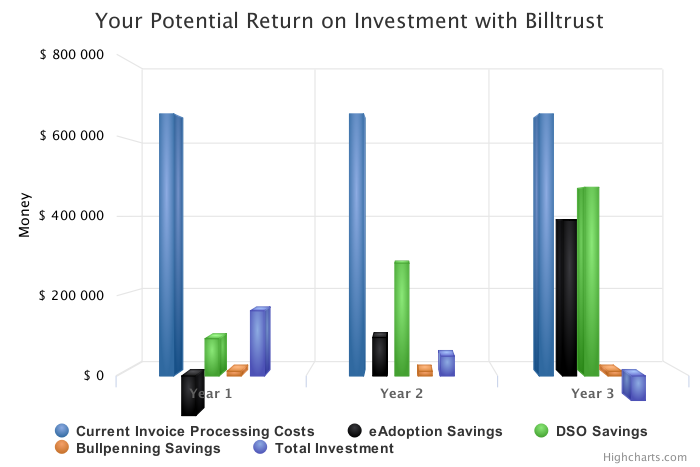 Your Potential Return on Investment with Billtrust
$ 800 000
$ 600 000
$ 400 000
$ 200 000
$ 0
Money
Year 1
Year 2
Year 3
Current Invoice Processing Costs
eAdoption Savings
DSO Savings
Bullpenning Savings
Total Investment
Highcharts.com